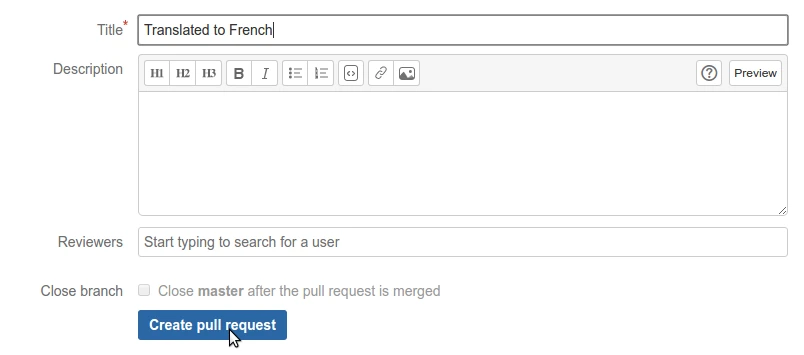 Title* Translated to French
Description H1 H2 H3 B I Preview
Reviewers Start typing to search for a user
Close branch Close master after the pull request is merged
Create pull request